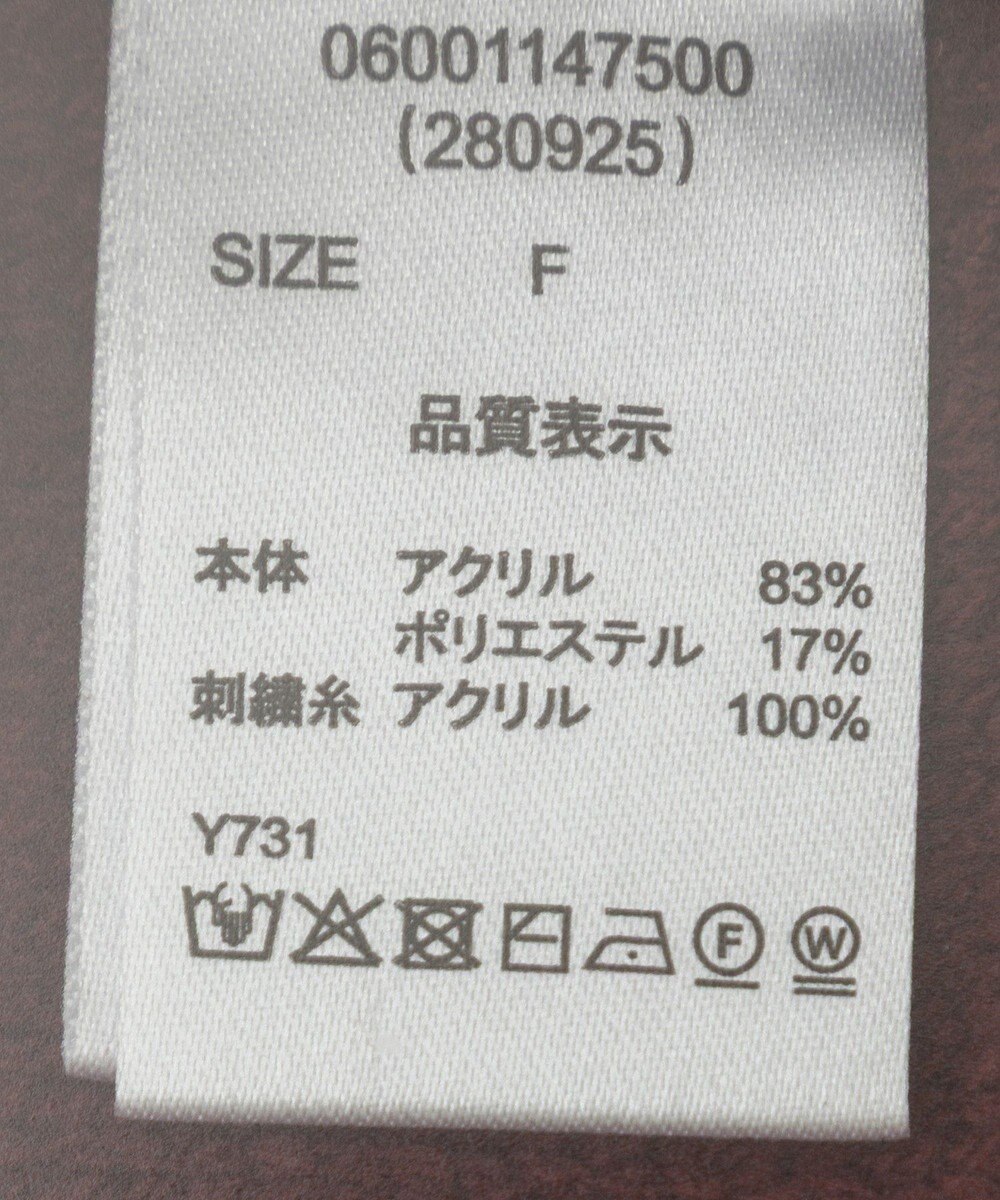 06001147500
(280925)
SIZE F
品質表示
本体 アクリル 83%
ポリエステル 17%
刺繍糸 アクリル 100%
Y731
F W